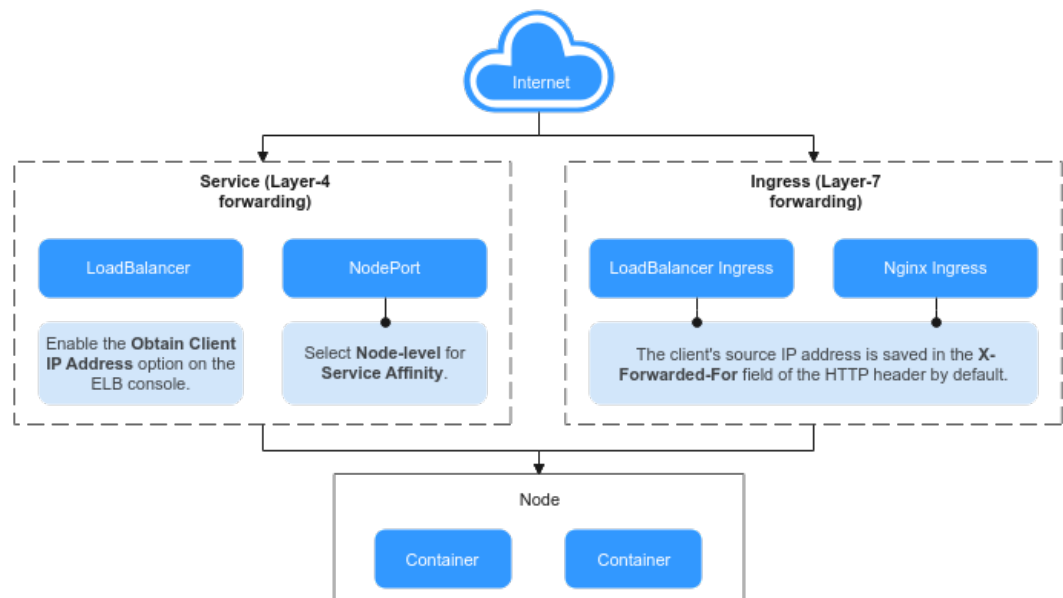 Internet
Service (Layer-4
forwarding)
Ingress (Layer-7
forwarding)
LoadBalancer
NodePort
LoadBalancer Ingress
Nginx Ingress
Enable the Obtain Client
IP Address option on the
ELB console.
Select Node-level for
Service Affinity.
The client's source IP address is saved in the X-
Forwarded-For field of the HTTP header by default.
Node
Container
Container